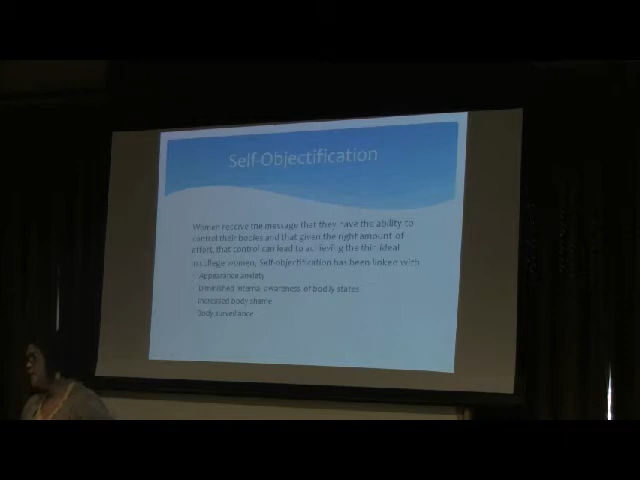 Self-Objectification
Women receive the message that they have the ability to
control their bodies and that given the right amount of
effort, that control can lead to achieving the thin ideal
In college women, Self-objectification has been linked with
Appearance anxiety
Diminished internal awareness of bodily states
Increased body shame
Body surveillance